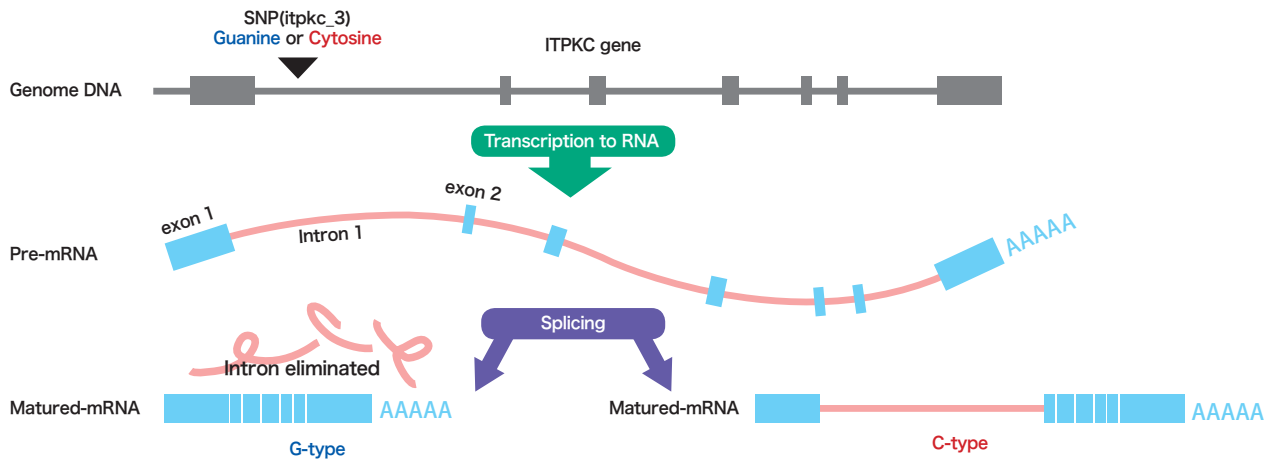 SNP(itpkc_3)
Guanine or Cytosine
ITPKC gene
Genome DNA
Transcription to RNA
exon 1
Intron 1
exon 2
Pre-mRNA
AAAAA
Splicing
Intron eliminated
Matured-mRNA
AAAAA
G-type
Matured-mRNA
AAAAA
C-type